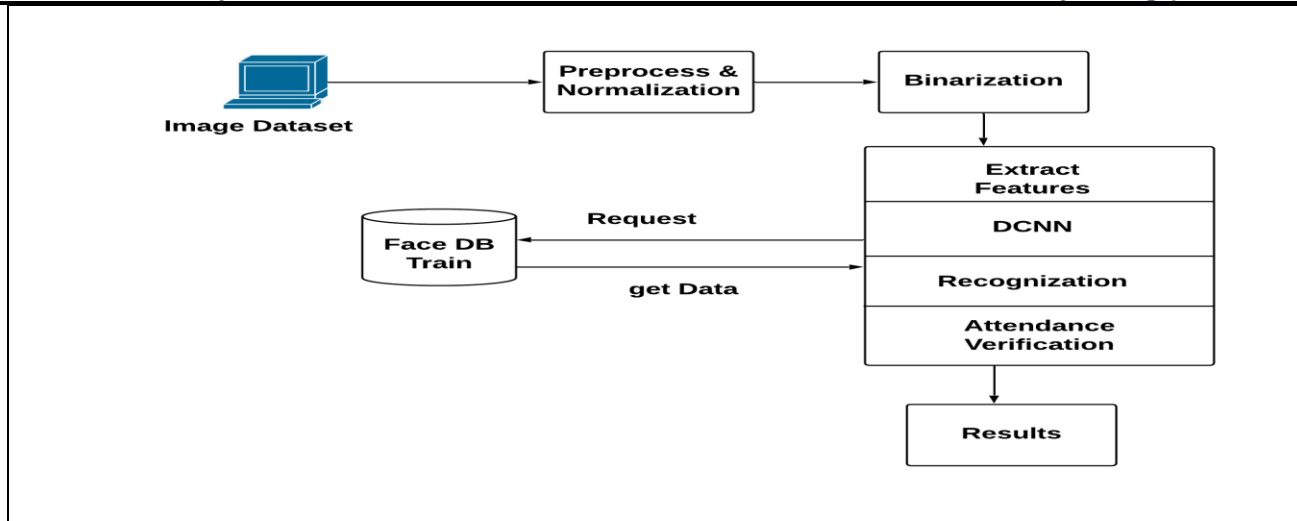 Preprocess &
Normalization
Binarization
Image Dataset
Extract
Features
Request
DCNN
Face DB
Train
Recognization
get Data
Attendance
Verification
Results